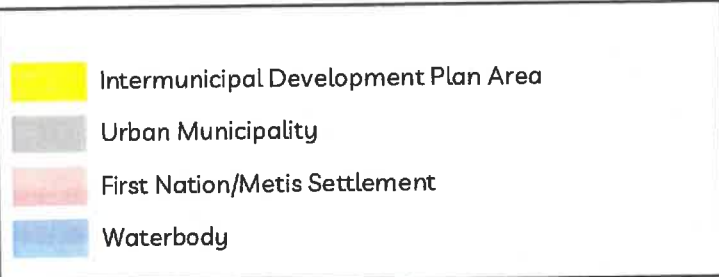 Intermunicipal Development Plan Area
Urban Municipality
First Nation/Metis Settlement
Waterbody